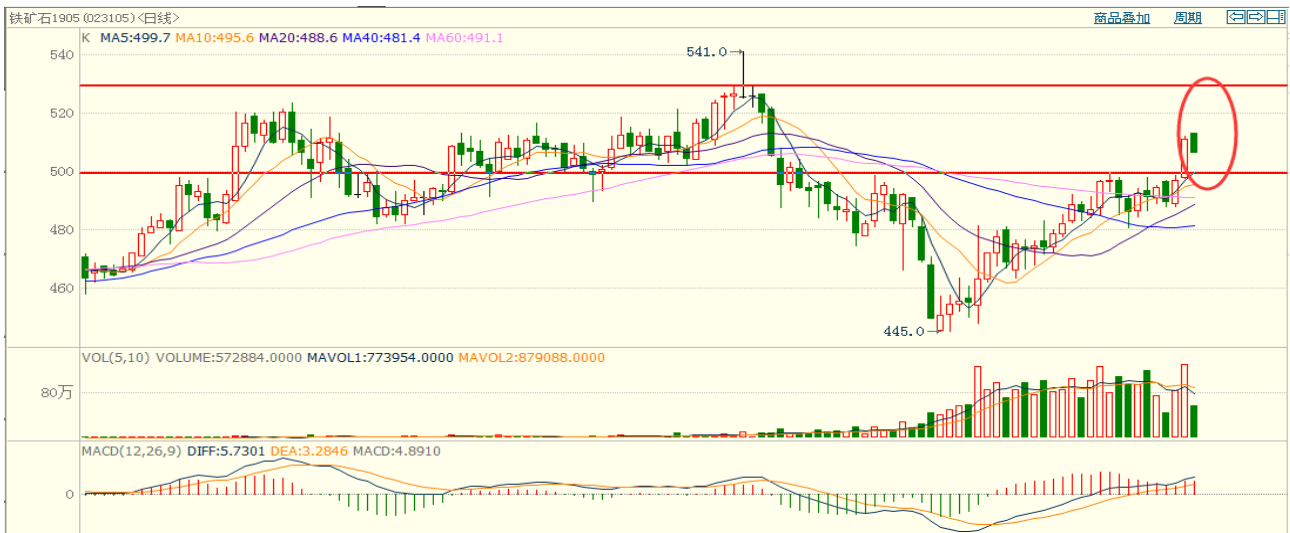 铁矿石1905 (023105)<日线> 商品叠加 周期
K MA5:499.7 MA10:495.6 MA20:488.6 MA40:481.4 MA60:491.1
540
541.0
520
500
480
460
445.0
VOL(5,10) VOLUME:572884.0000 MAVOL1:773954.0000 MAVOL2:879088.0000
80万
MACD(12,26,9) DIFF:5.7301 DEA:3.2846 MACD:4.8910
0